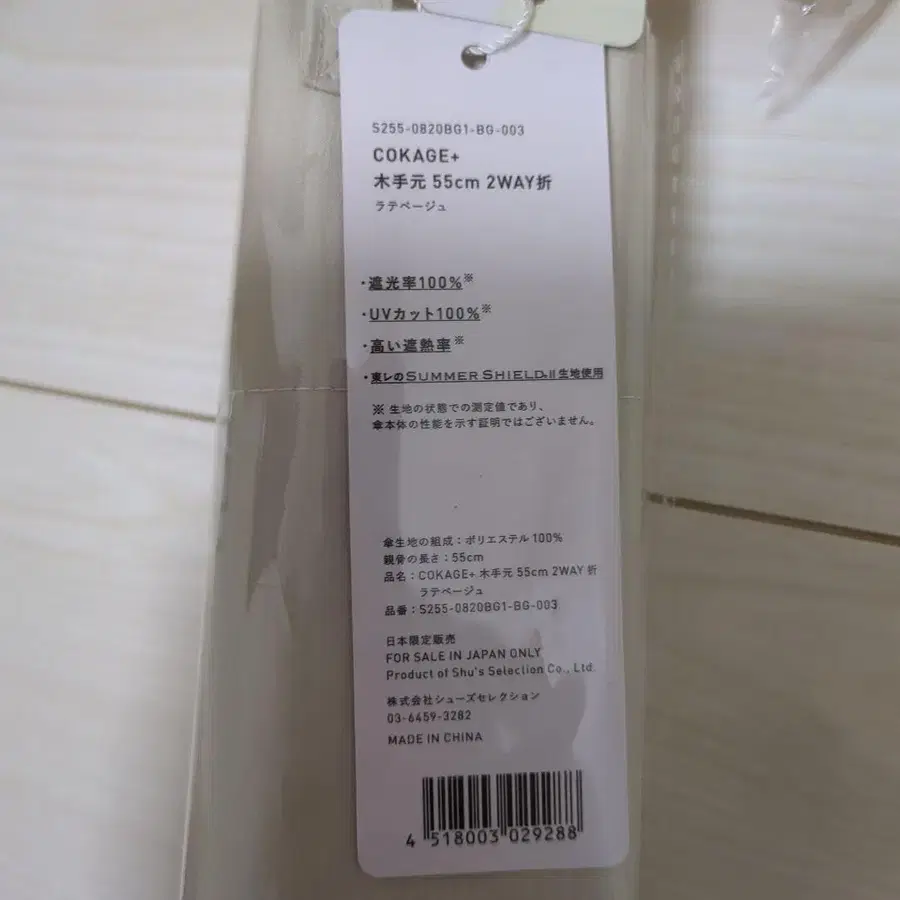 S255-0820BG1-BG-003
COKAGE+
木手元 55cm 2WAY折
ラテベージュ
・遮光率100%※
・UVカット100%※
・高い遮熱率※
・東レのSUMMER SHIELD®II生地使用
※ 生地の状態での測定値であり、
傘本体の性能を示す証明ではございません。
傘生地の組成：ポリエステル 100%
親骨の長さ：55cm
品名：COKAGE+ 木手元 55cm 2WAY 折
ラテベージュ
品番：S255-0820BG1-BG-003
日本限定販売
FOR SALE IN JAPAN ONLY
Product of Shu's Selection Co., Ltd.
株式会社シューズセレクション
03-6459-3282
MADE IN CHINA
4 518003 029288